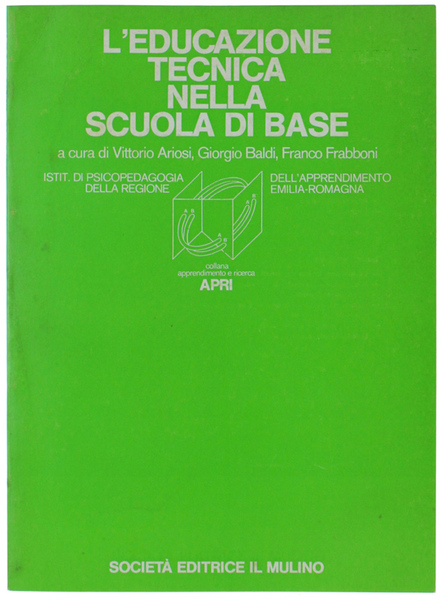 L'EDUCAZIONE
TECNICA
NELLA
SCUOLA DI BASE
a cura di Vittorio Ariosi, Giorgio Baldi, Franco Frabboni
ISTIT. DI PSICOPEDAGOGIA DELL'APPRENDIMENTO
DELLA REGIONE EMILIA-ROMAGNA
collana
apprendimento e ricerca
APRI
SOCIETÀ EDITRICE IL MULINO